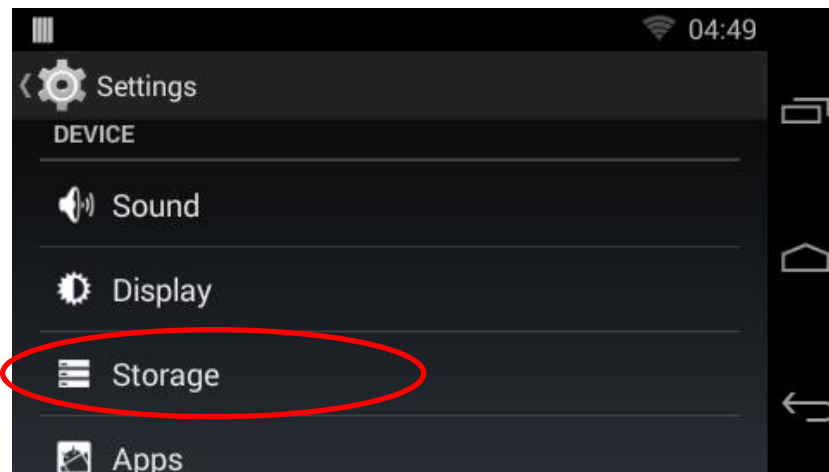 04:49
Settings
DEVICE
Sound
Display
Storage
Apps